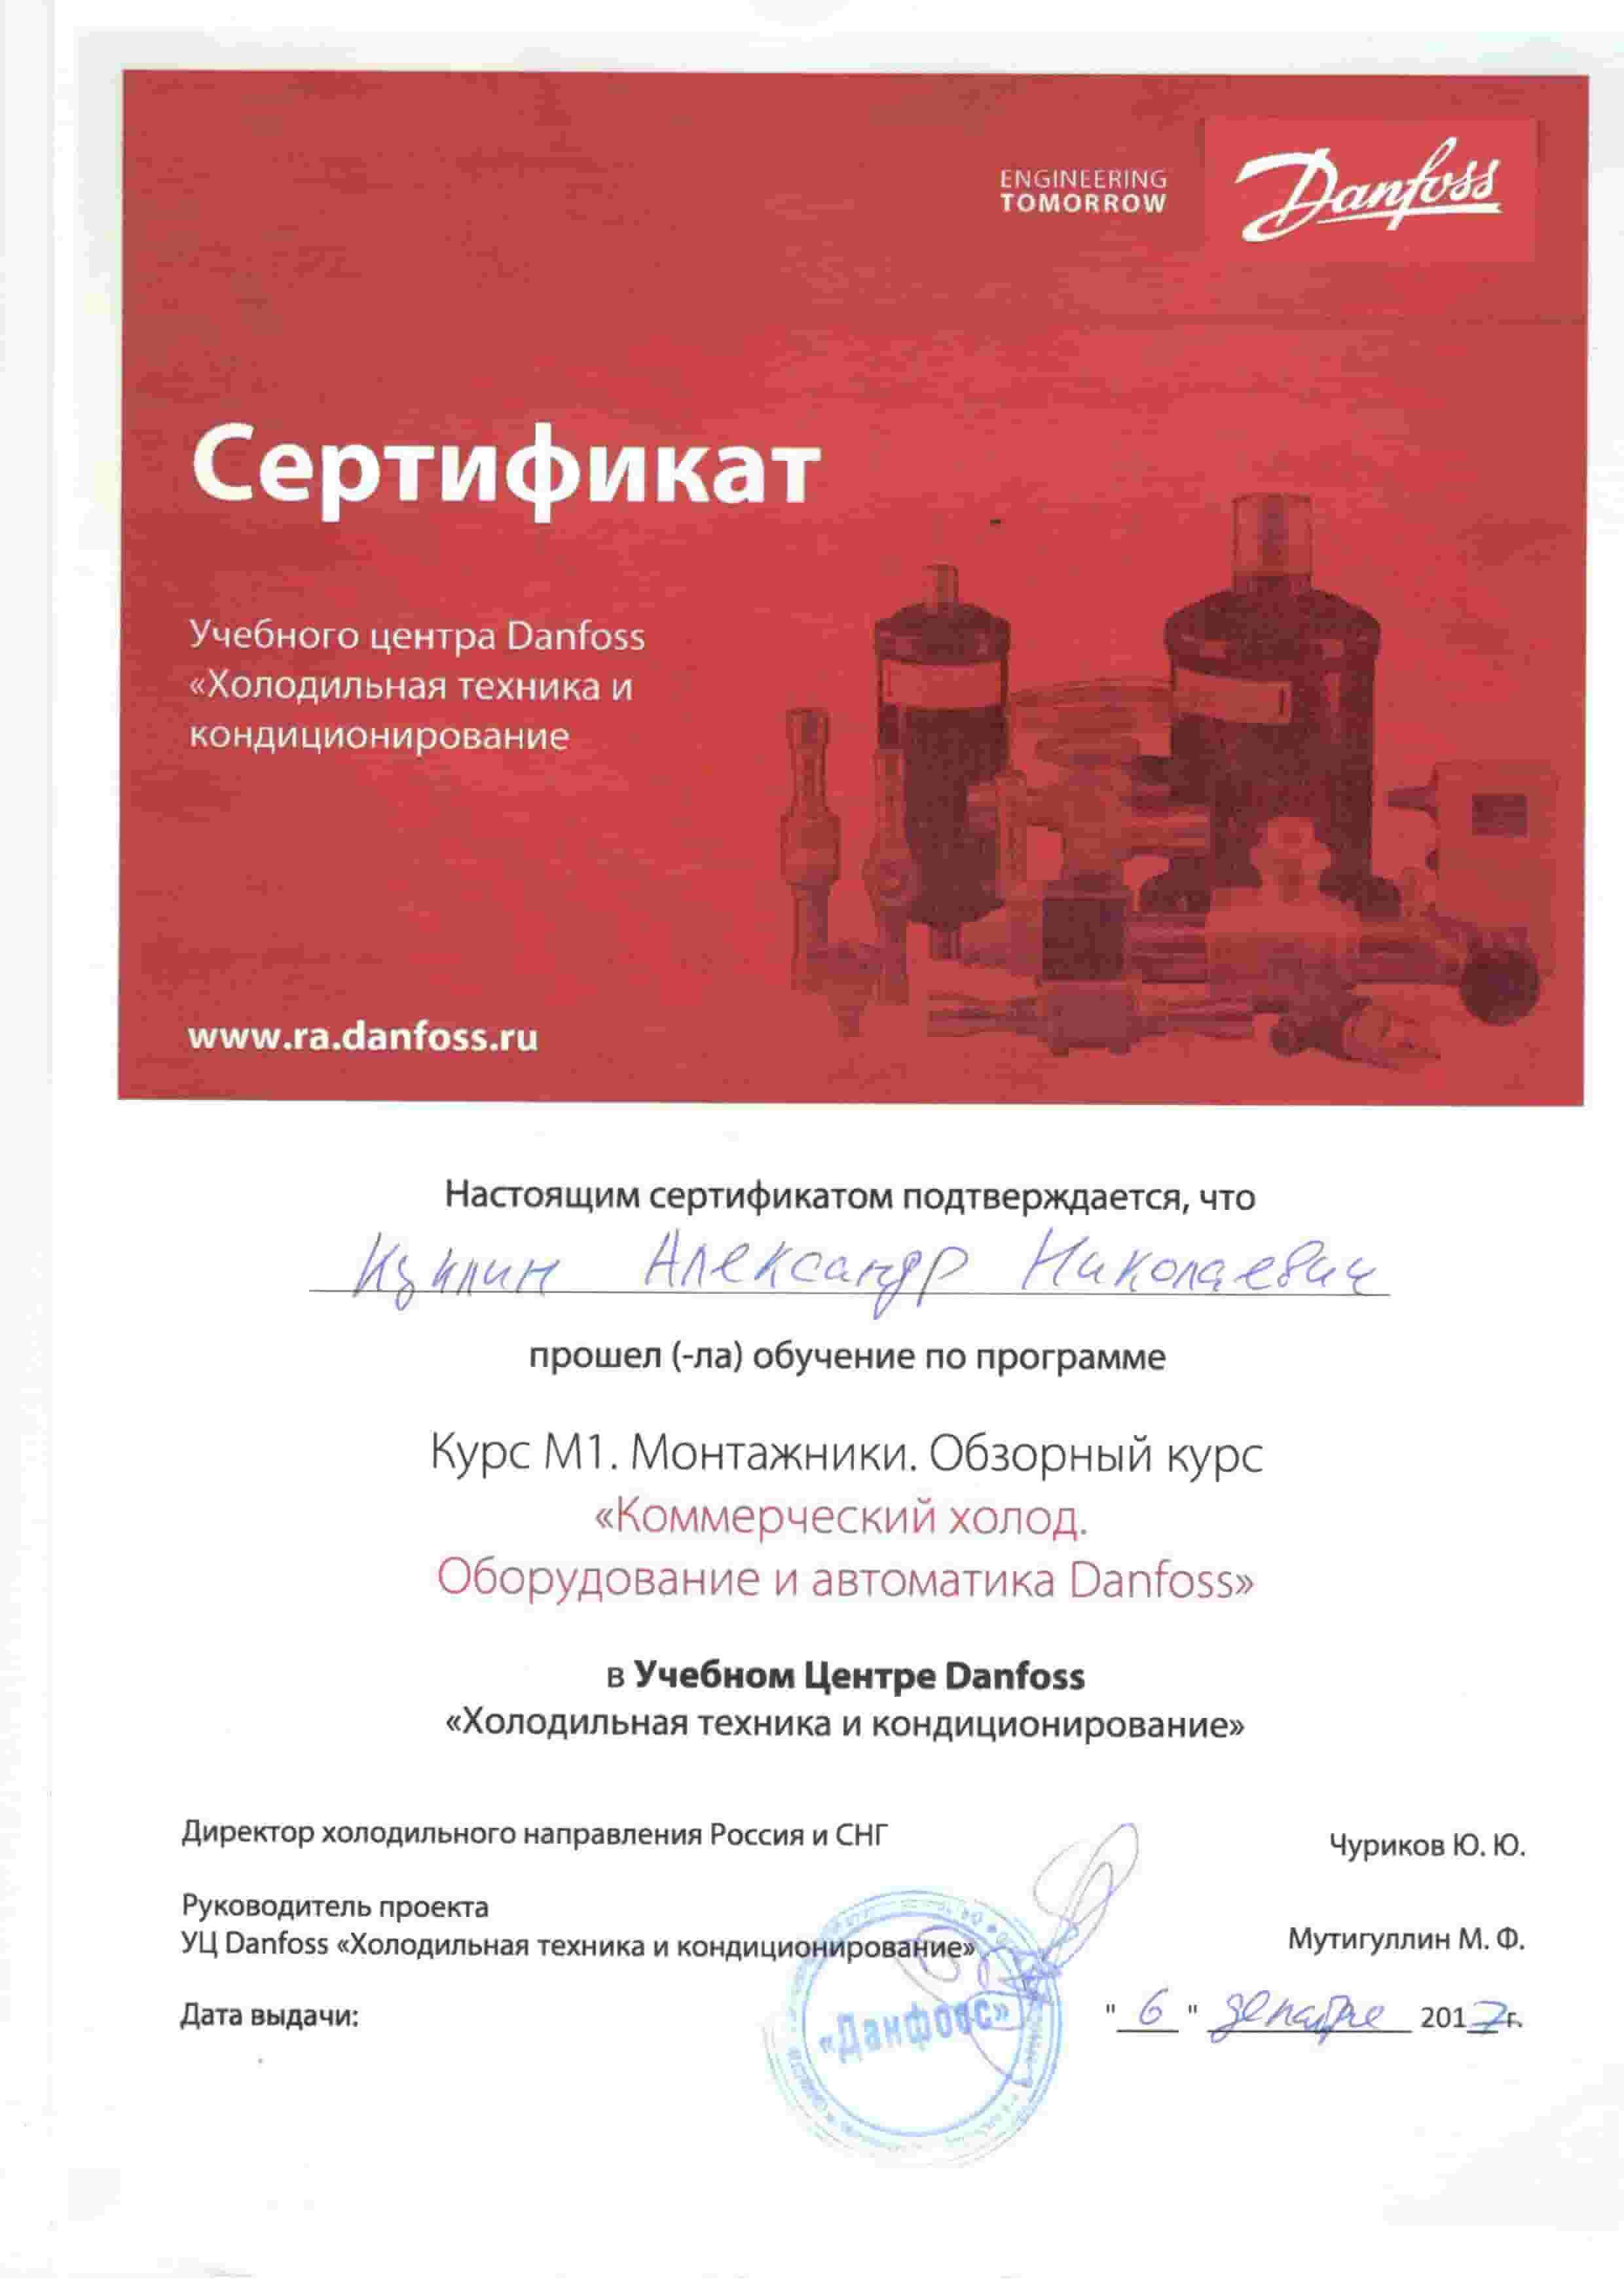 ENGINEERING
TOMORROW
Danfoss
Сертификат
Учебного центра Danfoss
«Холодильная техника и
кондиционирование
www.ra.danfoss.ru
Настоящим сертификатом подтверждается, что
Александр Николаевич
прошел (-ла) обучение по программе
Курс М1. Монтажники. Обзорный курс
«Коммерческий холод.
Оборудование и автоматика Danfoss»
в Учебном Центре Danfoss
«Холодильная техника и кондиционирование»
Директор холодильного направления Россия и СНГ
Чуриков Ю. Ю.
Руководитель проекта
УЦ Danfoss «Холодильная техника и кондиционирование»
Мутигуллин М. Ф.
«Данфосс»
Дата выдачи: "6" декабря 2017г.